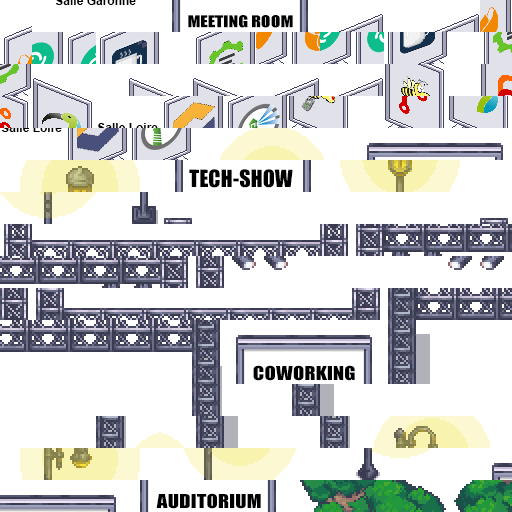 Salle Garonne
MEETING ROOM
Salle Loire
Salle Loire
TECH-SHOW
COWORKING
AUDITORIUM